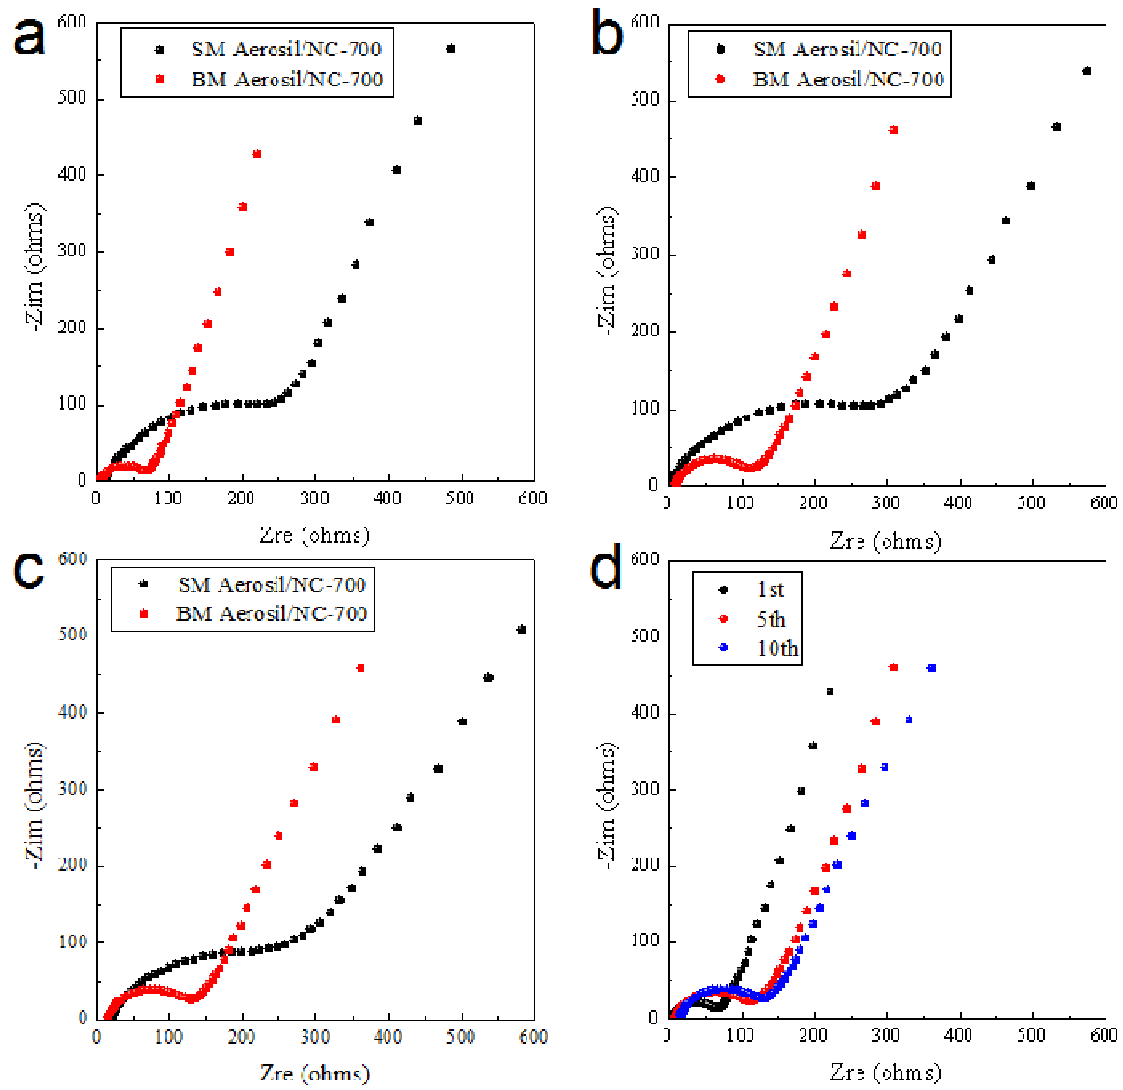 a
600
500
400
300
200
100
0
SM Aerosil/NC-700
BM Aerosil/NC-700
-Zim (ohms)
0 100 200 300 400 500 600
Zre (ohms)
b
600
500
400
300
200
100
0
SM Aerosil/NC-700
BM Aerosil/NC-700
-Zim (ohms)
0 100 200 300 400 500 600
Zre (ohms)
c
600
500
400
300
200
100
0
SM Aerosil/NC-700
BM Aerosil/NC-700
-Zim (ohms)
0 100 200 300 400 500 600
Zre (ohms)
d
600
500
400
300
200
100
0
1st
5th
10th
-Zim (ohms)
0 100 200 300 400 500 600
Zre (ohms)